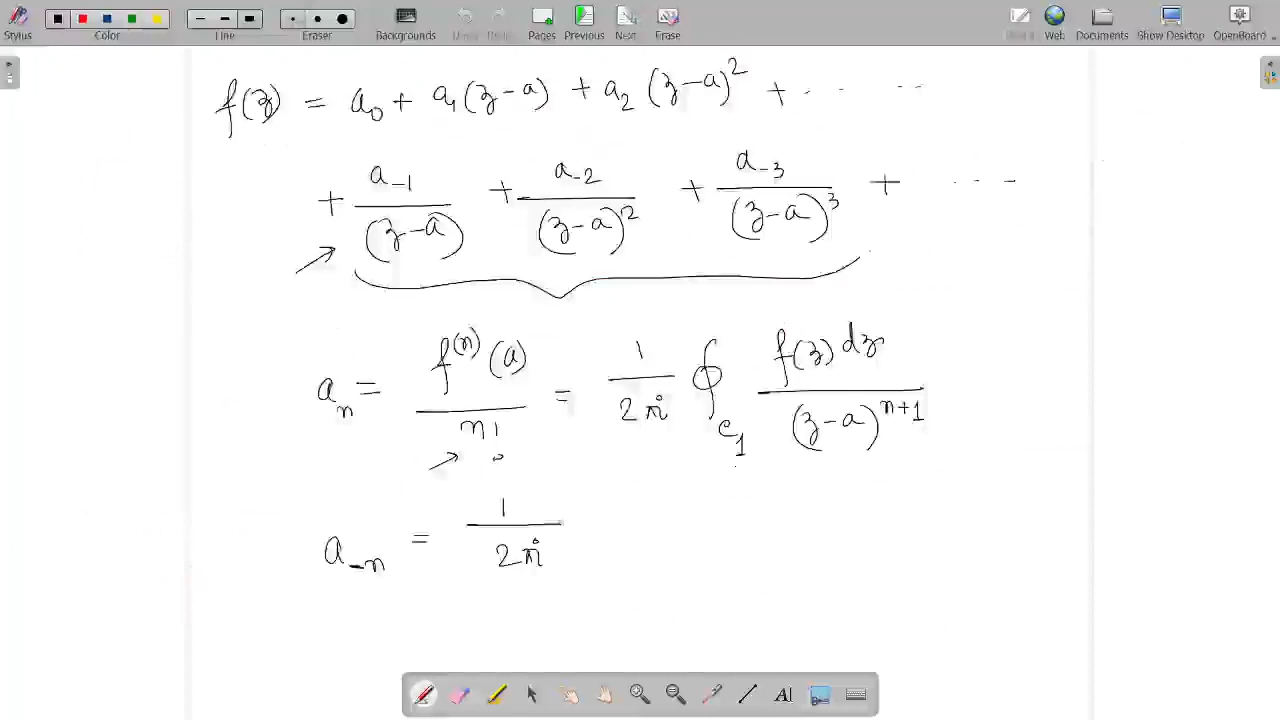 Stylus Color Line Eraser Backgrounds Undo Redo Pages Previous Next Erase Web Documents Show Desktop OpenBoard
f(z) = a₀ + a₁(z-a) + a₂(z-a)² + ... ...
+ a₋₁/(z-a) + a₋₂/(z-a)² + a₋₃/(z-a)³ + ...
aₙ = f⁽ⁿ⁾(a)/n! = 1/2πi ∮_c₁ f(z)dz/(z-a)ⁿ⁺¹
a₋ₙ = 1/2πi